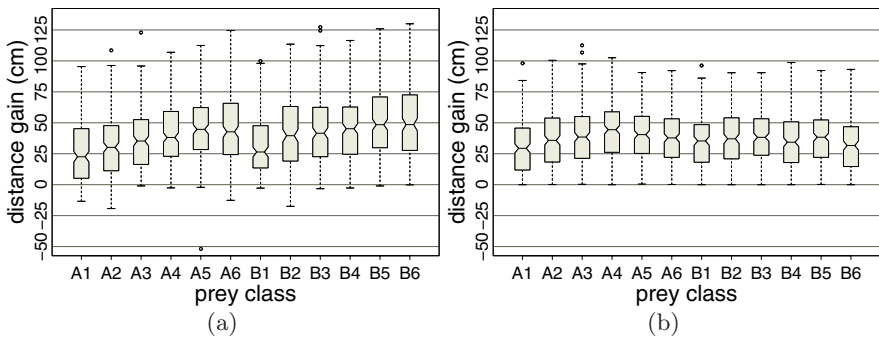 distance gain (cm)
−50 −25 0 25 50 75 100 125
A1 A2 A3 A4 A5 A6 B1 B2 B3 B4 B5 B6
prey class
(a)
distance gain (cm)
−50 −25 0 25 50 75 100 125
A1 A2 A3 A4 A5 A6 B1 B2 B3 B4 B5 B6
prey class
(b)